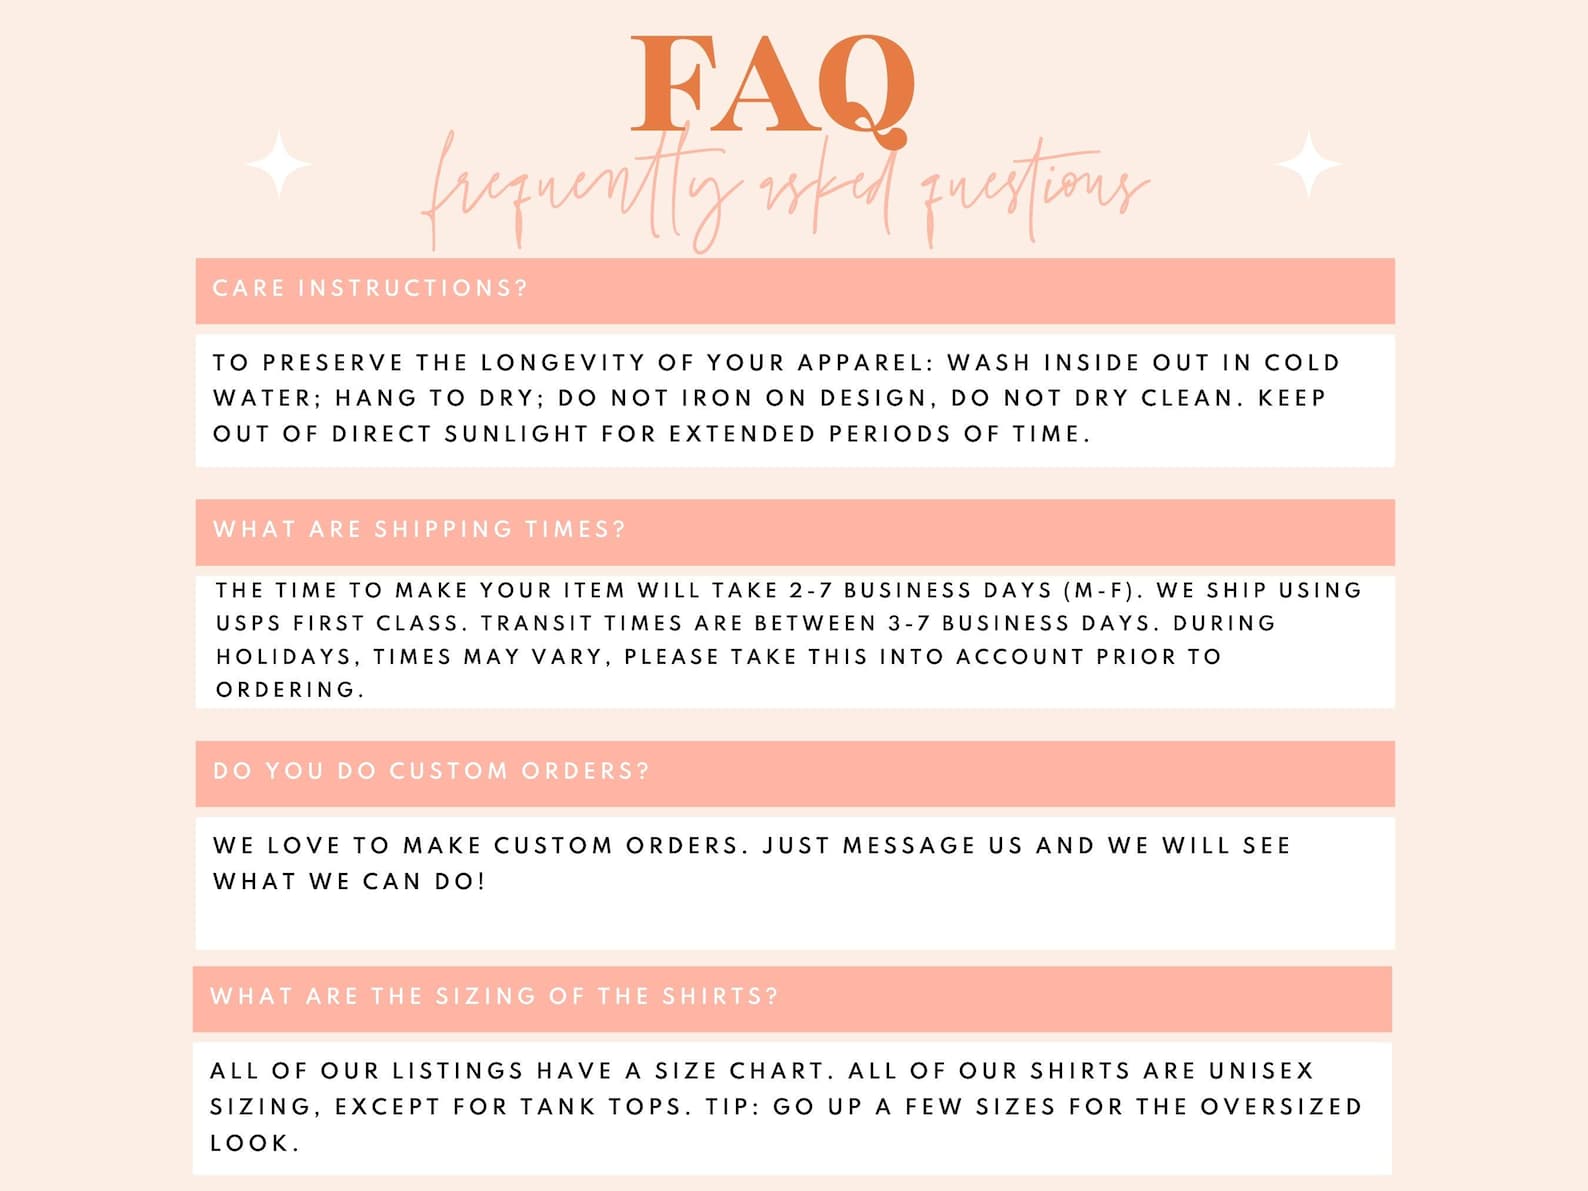 FAQ
frequently asked questions
CARE INSTRUCTIONS?
TO PRESERVE THE LONGEVITY OF YOUR APPAREL: WASH INSIDE OUT IN COLD
WATER; HANG TO DRY; DO NOT IRON ON DESIGN, DO NOT DRY CLEAN. KEEP
OUT OF DIRECT SUNLIGHT FOR EXTENDED PERIODS OF TIME.
WHAT ARE SHIPPING TIMES?
THE TIME TO MAKE YOUR ITEM WILL TAKE 2-7 BUSINESS DAYS (M-F). WE SHIP USING
USPS FIRST CLASS. TRANSIT TIMES ARE BETWEEN 3-7 BUSINESS DAYS. DURING
HOLIDAYS, TIMES MAY VARY, PLEASE TAKE THIS INTO ACCOUNT PRIOR TO
ORDERING.
DO YOU DO CUSTOM ORDERS?
WE LOVE TO MAKE CUSTOM ORDERS. JUST MESSAGE US AND WE WILL SEE
WHAT WE CAN DO!
WHAT ARE THE SIZING OF THE SHIRTS?
ALL OF OUR LISTINGS HAVE A SIZE CHART. ALL OF OUR SHIRTS ARE UNISEX
SIZING, EXCEPT FOR TANK TOPS. TIP: GO UP A FEW SIZES FOR THE OVERSIZED
LOOK.